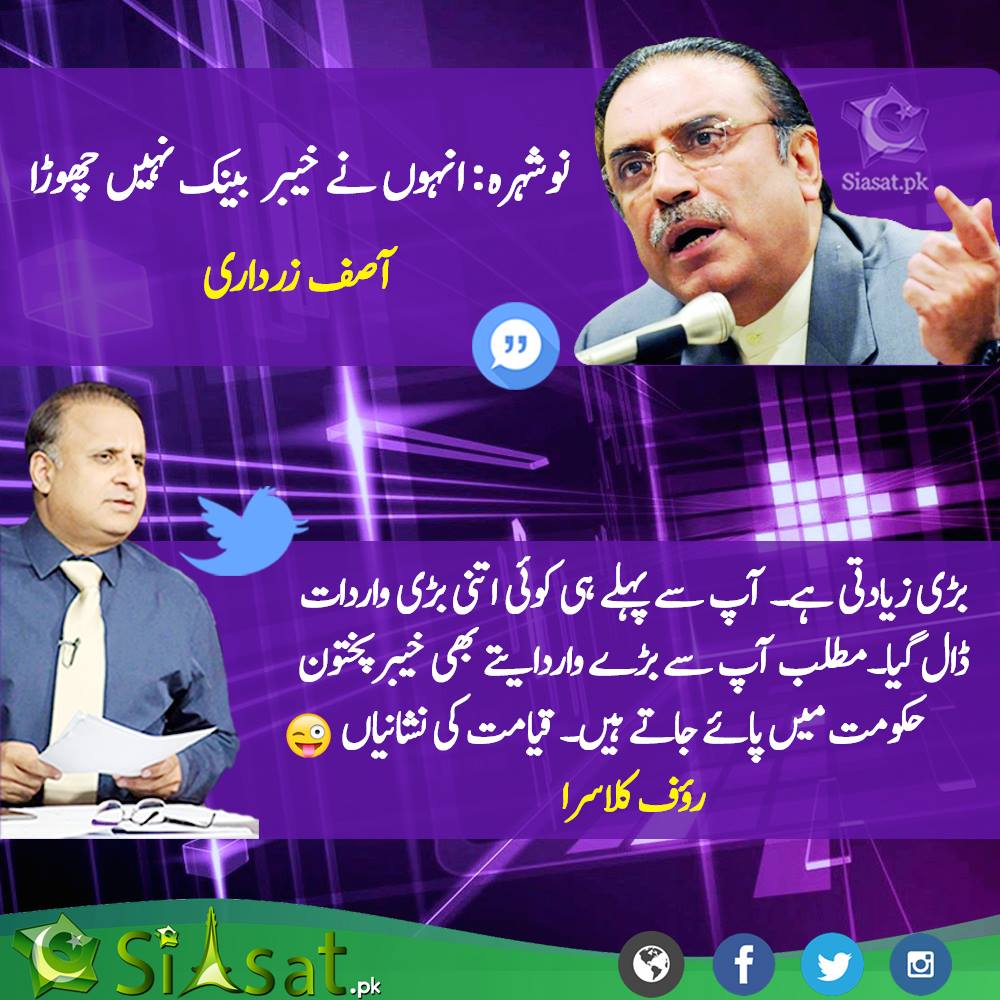 نوشہرہ: انہوں نے خیبر بینک نہیں چھوڑا
Siasat.pk
آصف زرداری
بڑی زیادتی ہے۔ آپ سے پہلے ہی کوئی اتنی بڑی واردات
ڈال گیا۔ مطلب آپ سے بڑے وارداییتے بھی خیبر پختون
حکومت میں پائے جاتے ہیں۔ قیامت کی نشانیاں 😜
رؤف کلاسرا
Siasat.pk